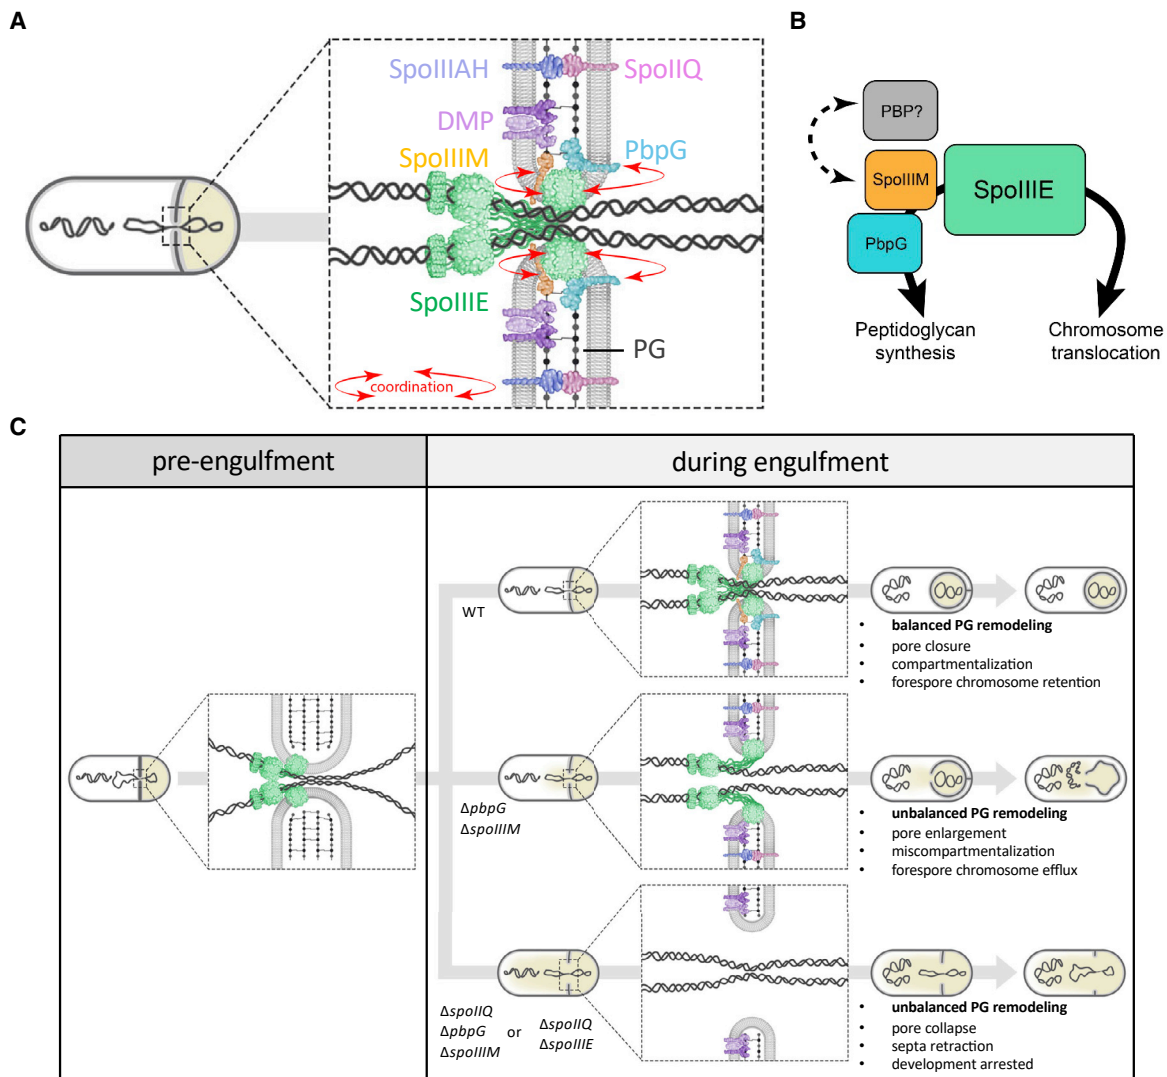 A
SpoIIIAH
SpoIIQ
DMP
SpoIIIM
PbpG
SpoIIIE
PG
coordination
B
PBP?
SpoIIIM
SpoIIIE
PbpG
Peptidoglycan
synthesis
Chromosome
translocation
C
pre-engulfment
during engulfment
WT
• balanced PG remodeling
• pore closure
• compartmentalization
• forespore chromosome retention
ΔpbpG
ΔspoIIIM
• unbalanced PG remodeling
• pore enlargement
• miscompartmentalization
• forespore chromosome efflux
ΔspoIIQ
ΔpbpG
ΔspoIIIM
or
ΔspoIIQ
ΔspoIIIE
• unbalanced PG remodeling
• pore collapse
• septa retraction
• development arrested